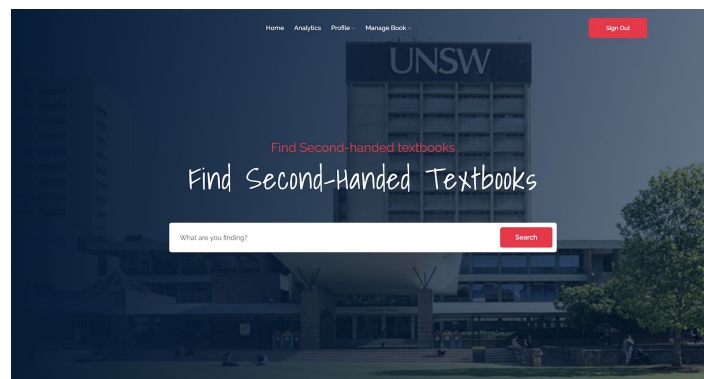 Home Analytics Profile Manage Book Sign Out
UNSW
Find Second-handed textbooks
Find Second-Handed Textbooks
What are you finding? Search